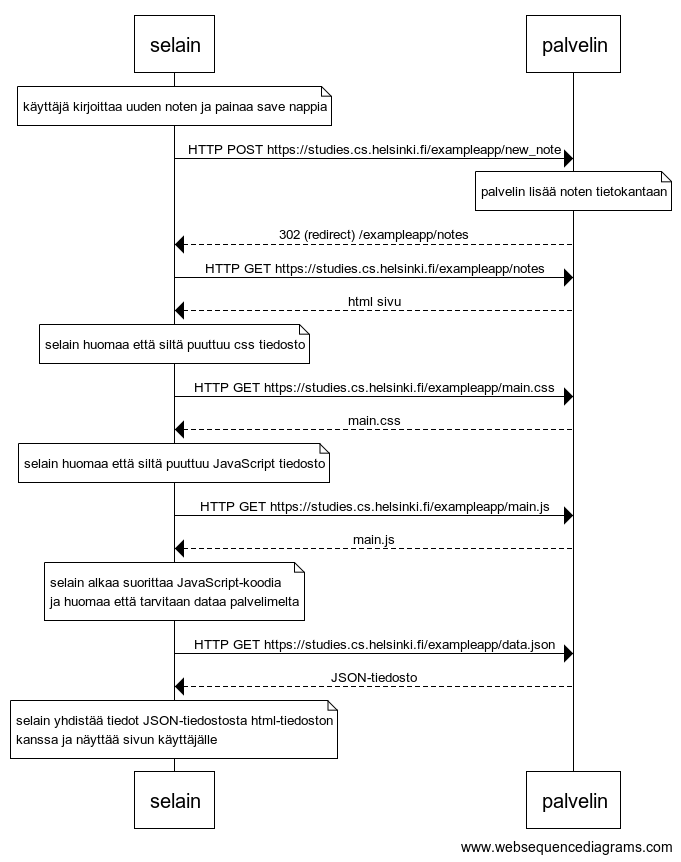 selain
palvelin
käyttäjä kirjoittaa uuden noten ja painaa save nappia
HTTP POST https://studies.cs.helsinki.fi/exampleapp/new_note
palvelin lisää noten tietokantaan
302 (redirect) /exampleapp/notes
HTTP GET https://studies.cs.helsinki.fi/exampleapp/notes
html sivu
selain huomaa että siltä puuttuu css tiedosto
HTTP GET https://studies.cs.helsinki.fi/exampleapp/main.css
main.css
selain huomaa että siltä puuttuu JavaScript tiedosto
HTTP GET https://studies.cs.helsinki.fi/exampleapp/main.js
main.js
selain alkaa suorittaa JavaScript-koodia
ja huomaa että tarvitaan dataa palvelimelta
HTTP GET https://studies.cs.helsinki.fi/exampleapp/data.json
JSON-tiedosto
selain yhdistää tiedot JSON-tiedostosta html-tiedoston
kanssa ja näyttää sivun käyttäjälle
selain
palvelin
www.websequencediagrams.com